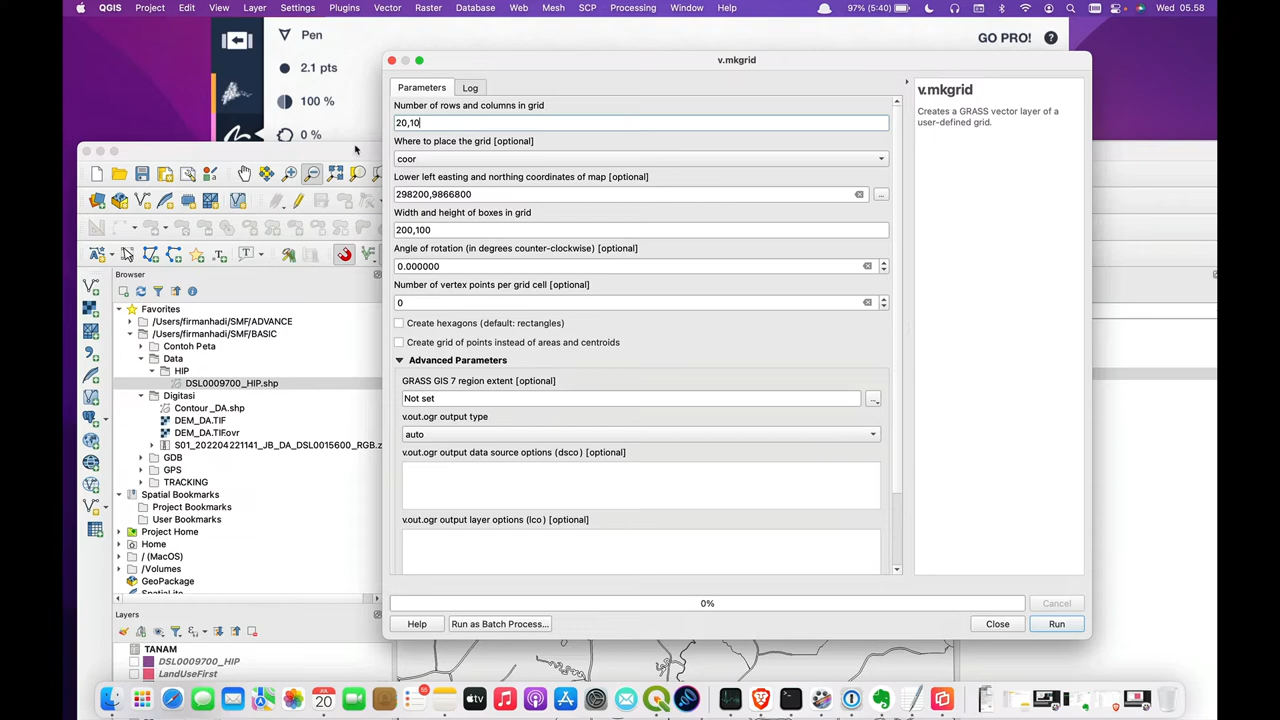 QGIS Project Edit View Layer Settings Plugins Vector Raster Database Web Mesh SCP Processing Window Help 97% (5:40) Wed 05.58
Pen
GO PRO!
2.1 pts
100 %
0 %
v.mkgrid
Parameters Log
Number of rows and columns in grid
20,10
Where to place the grid [optional]
coor
Lower left easting and northing coordinates of map [optional]
298200,9866800
Width and height of boxes in grid [optional]
200,100
Angle of rotation (in degrees counter-clockwise) [optional]
0.000000
Number of vertex points per grid cell [optional]
0
Create hexagons (default: rectangles)
Create grid of points instead of areas and centroids
Advanced Parameters
GRASS GIS 7 region extent [optional]
Not set
v.out.ogr output type
auto
v.out.ogr output data source options (dsco) [optional]
v.out.ogr output layer options (lco) [optional]
0%
Cancel
Help Run as Batch Process... Close Run
v.mkgrid
Creates a GRASS vector layer of a
user-defined grid.
Browser
Favorites
/Users/firmanhadi/SMF/ADVANCE
/Users/firmanhadi/SMF/BASIC
Contoh Peta
Data
HIP
DSL0009700_HIP.shp
Digitasi
Contour_DA.shp
DEM_DA.TIF
DEM_DA.TIF.ovr
S01_202204221141_JB_DA_DSL0015600_RGB.z
GDB
GPS
TRACKING
Spatial Bookmarks
Project Bookmarks
User Bookmarks
Project Home
Home
/ (MacOS)
/Volumes
GeoPackage
SpatiaLite
Layers
TANAM
DSL0009700_HIP
LandUseFirst
JUL
20